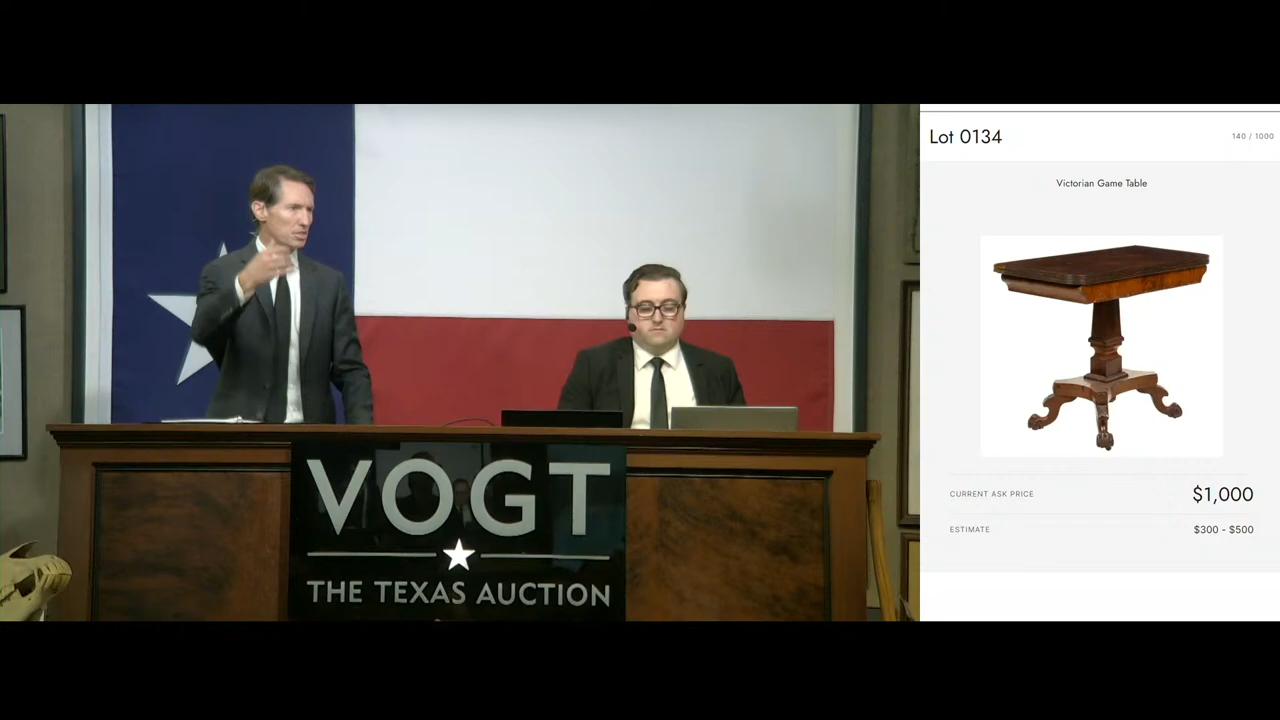 VOGT
THE TEXAS AUCTION
Lot 0134
140 / 1000
Victorian Game Table
CURRENT ASK PRICE
$1,000
ESTIMATE
$300 - $500